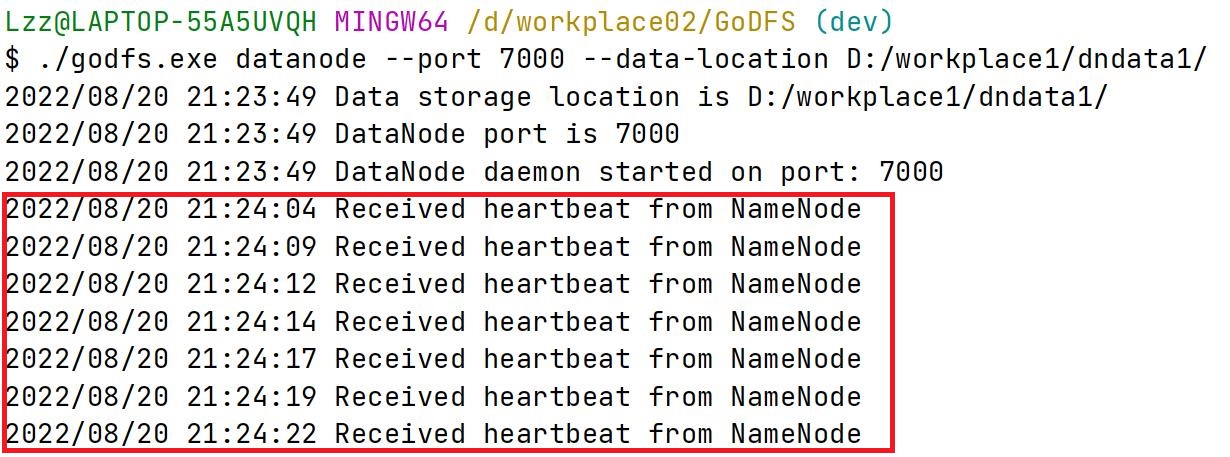 Lzz@LAPTOP-55A5UVQH MINGW64 /d/workplace02/GoDFS (dev)
$ ./godfs.exe datanode --port 7000 --data-location D:/workplace1/dndata1/
2022/08/20 21:23:49 Data storage location is D:/workplace1/dndata1/
2022/08/20 21:23:49 DataNode port is 7000
2022/08/20 21:23:49 DataNode daemon started on port: 7000
2022/08/20 21:24:04 Received heartbeat from NameNode
2022/08/20 21:24:09 Received heartbeat from NameNode
2022/08/20 21:24:12 Received heartbeat from NameNode
2022/08/20 21:24:14 Received heartbeat from NameNode
2022/08/20 21:24:17 Received heartbeat from NameNode
2022/08/20 21:24:19 Received heartbeat from NameNode
2022/08/20 21:24:22 Received heartbeat from NameNode